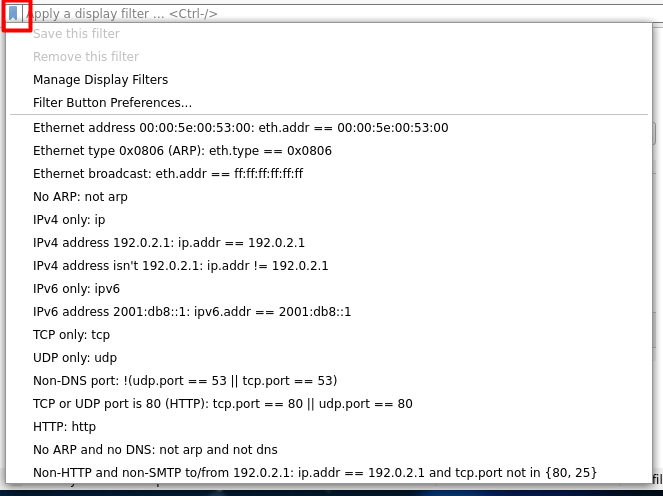 Apply a display filter ... <Ctrl-/>
Save this filter
Remove this filter
Manage Display Filters
Filter Button Preferences...
Ethernet address 00:00:5e:00:53:00: eth.addr == 00:00:5e:00:53:00
Ethernet type 0x0806 (ARP): eth.type == 0x0806
Ethernet broadcast: eth.addr == ff:ff:ff:ff:ff:ff
No ARP: not arp
IPv4 only: ip
IPv4 address 192.0.2.1: ip.addr == 192.0.2.1
IPv4 address isn't 192.0.2.1: ip.addr != 192.0.2.1
IPv6 only: ipv6
IPv6 address 2001:db8::1: ipv6.addr == 2001:db8::1
TCP only: tcp
UDP only: udp
Non-DNS port: !(udp.port == 53 || tcp.port == 53)
TCP or UDP port is 80 (HTTP): tcp.port == 80 || udp.port == 80
HTTP: http
No ARP and no DNS: not arp and not dns
Non-HTTP and non-SMTP to/from 192.0.2.1: ip.addr == 192.0.2.1 and tcp.port not in {80, 25}